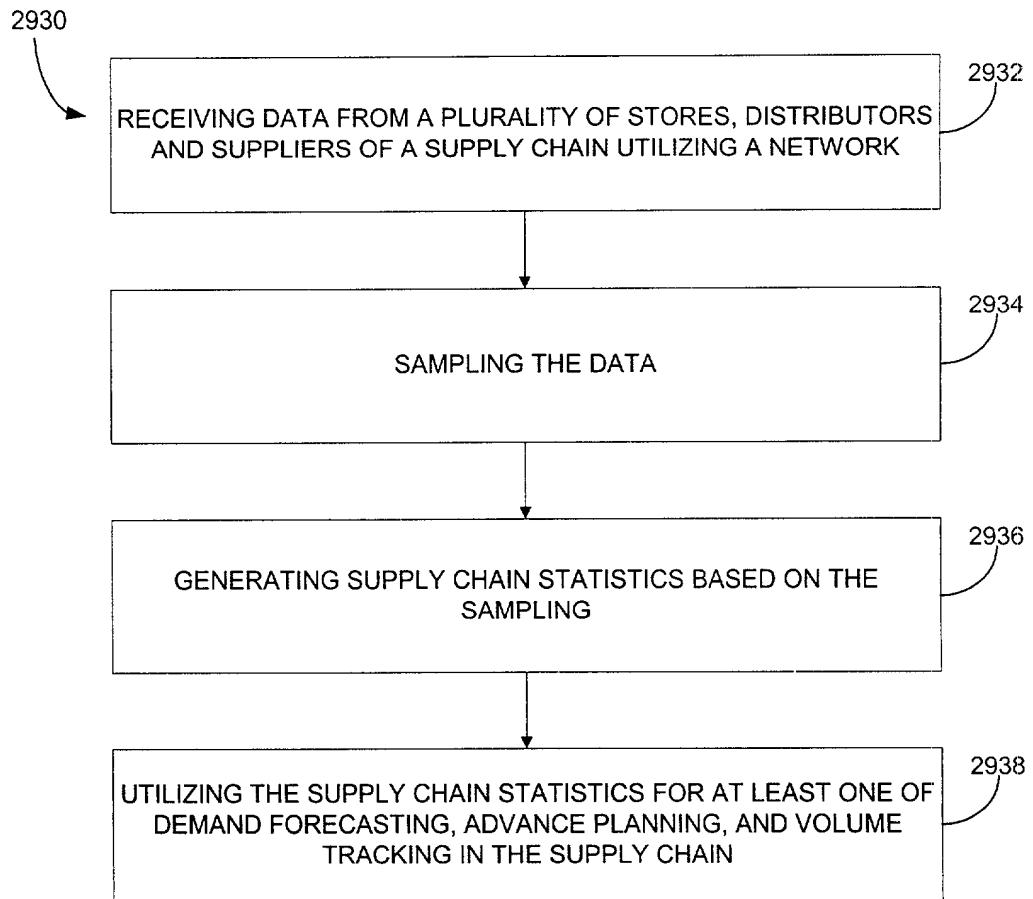 2930
2932
RECEIVING DATA FROM A PLURALITY OF STORES, DISTRIBUTORS
AND SUPPLIERS OF A SUPPLY CHAIN UTILIZING A NETWORK
2934
SAMPLING THE DATA
2936
GENERATING SUPPLY CHAIN STATISTICS BASED ON THE
SAMPLING
2938
UTILIZING THE SUPPLY CHAIN STATISTICS FOR AT LEAST ONE OF
DEMAND FORECASTING, ADVANCE PLANNING, AND VOLUME
TRACKING IN THE SUPPLY CHAIN